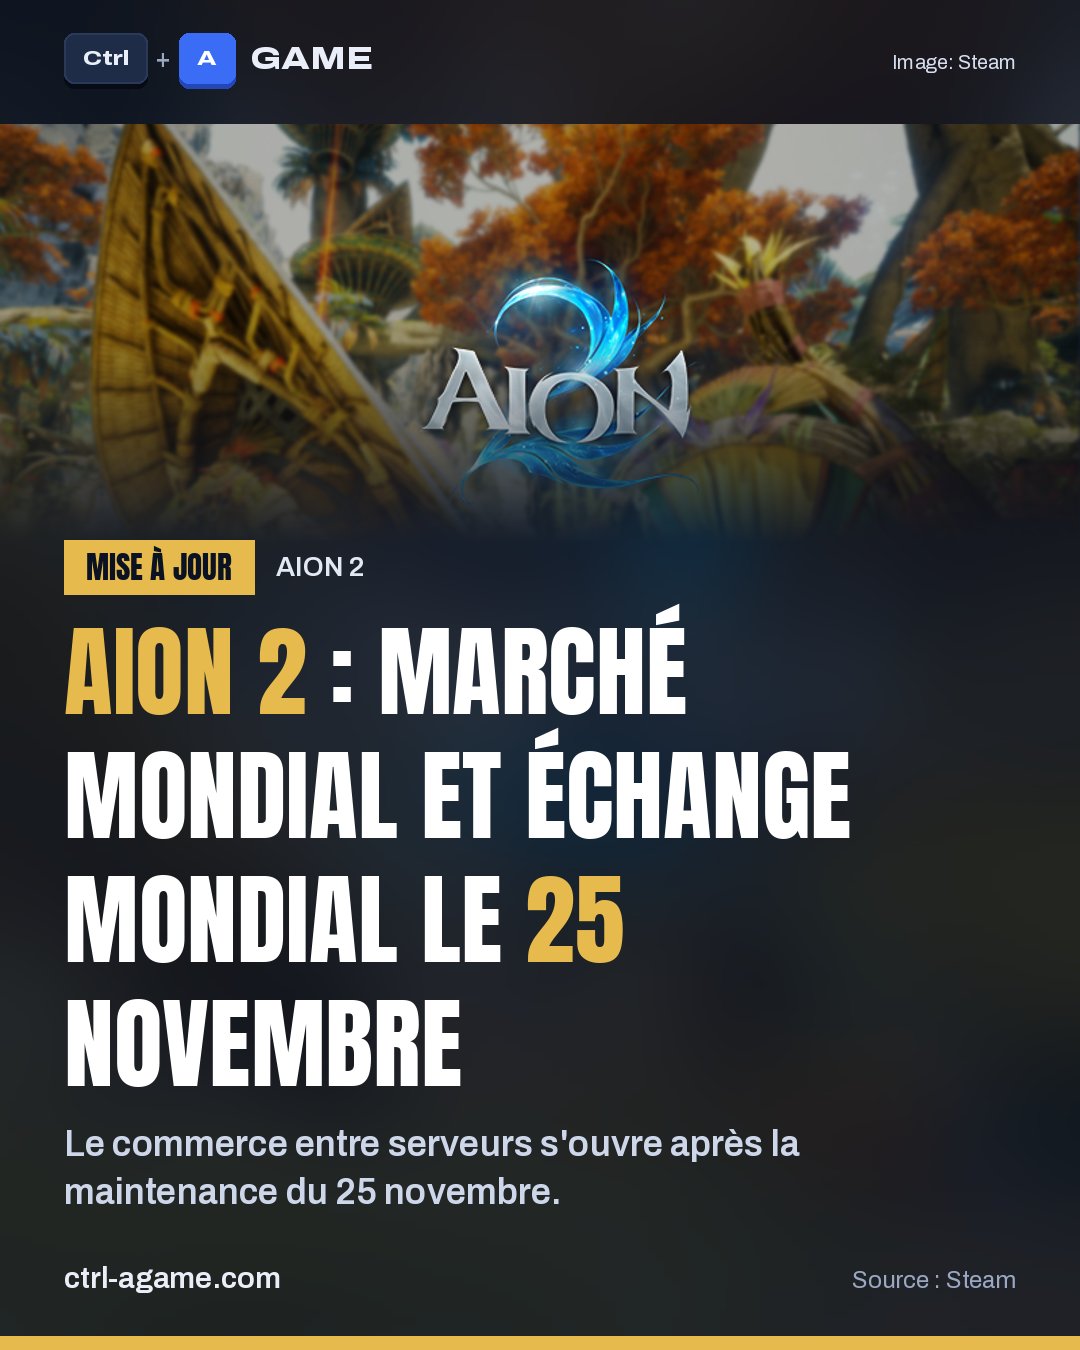 Ctrl + A GAME
Image: Steam
AION 2
MISE À JOUR AION 2
AION 2 : MARCHÉ
MONDIAL ET ÉCHANGE
MONDIAL LE 25
NOVEMBRE
Le commerce entre serveurs s'ouvre après la
maintenance du 25 novembre.
ctrl-agame.com
Source : Steam